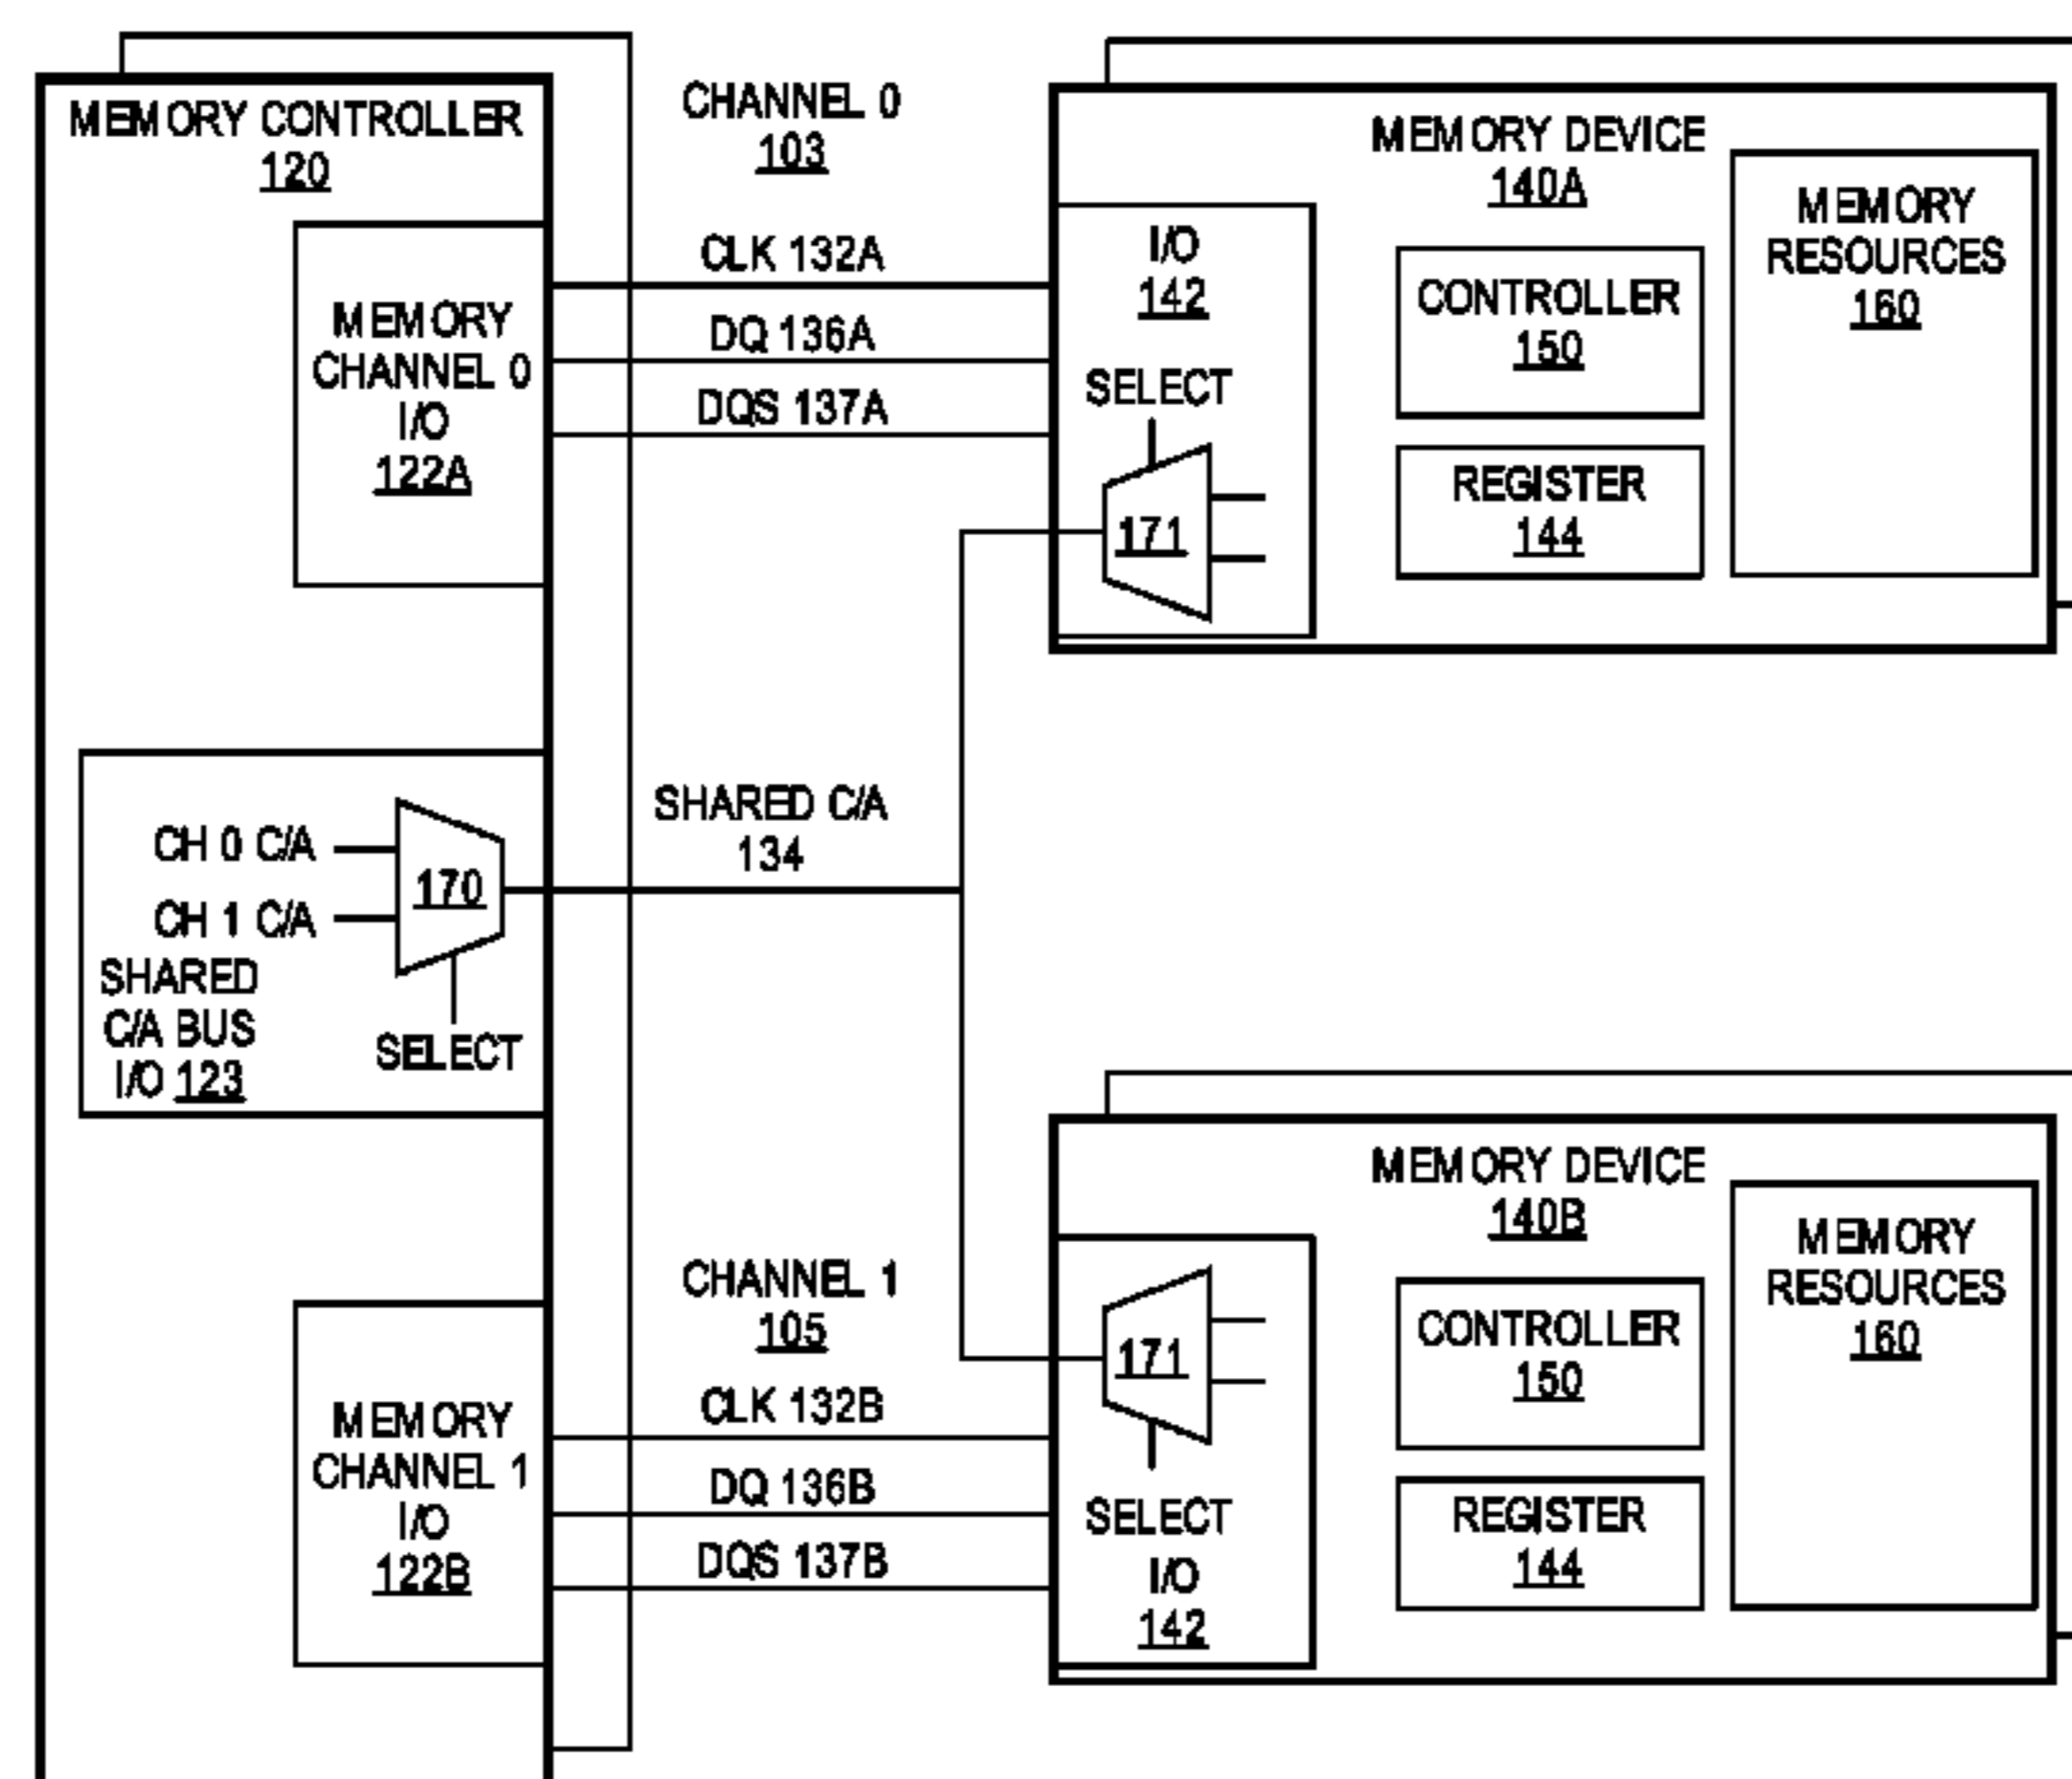 MEMORY CONTROLLER
120
MEMORY
CHANNEL 0
I/O
122A
CH 0 C/A
CH 1 C/A
170
SHARED
C/A BUS
I/O 123
SELECT
MEMORY
CHANNEL 1
I/O
122B
CHANNEL 0
103
CLK 132A
DQ 136A
DQS 137A
SHARED C/A
134
CHANNEL 1
105
CLK 132B
DQ 136B
DQS 137B
MEMORY DEVICE
140A
I/O
142
SELECT
171
CONTROLLER
150
REGISTER
144
MEMORY
RESOURCES
160
MEMORY DEVICE
140B
171
SELECT
I/O
142
CONTROLLER
150
REGISTER
144
MEMORY
RESOURCES
160